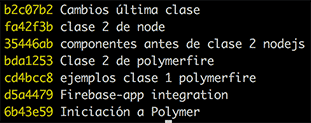 b2c07b2 Cambios última clase
fa42f3b clase 2 de node
35446ab componentes antes de clase 2 nodejs
bda1253 Clase 2 de polymerfire
cd4bcc8 ejemplos clase 1 polymerfire
d5a4479 Firebase-app integration
6b43e59 Iniciación a Polymer